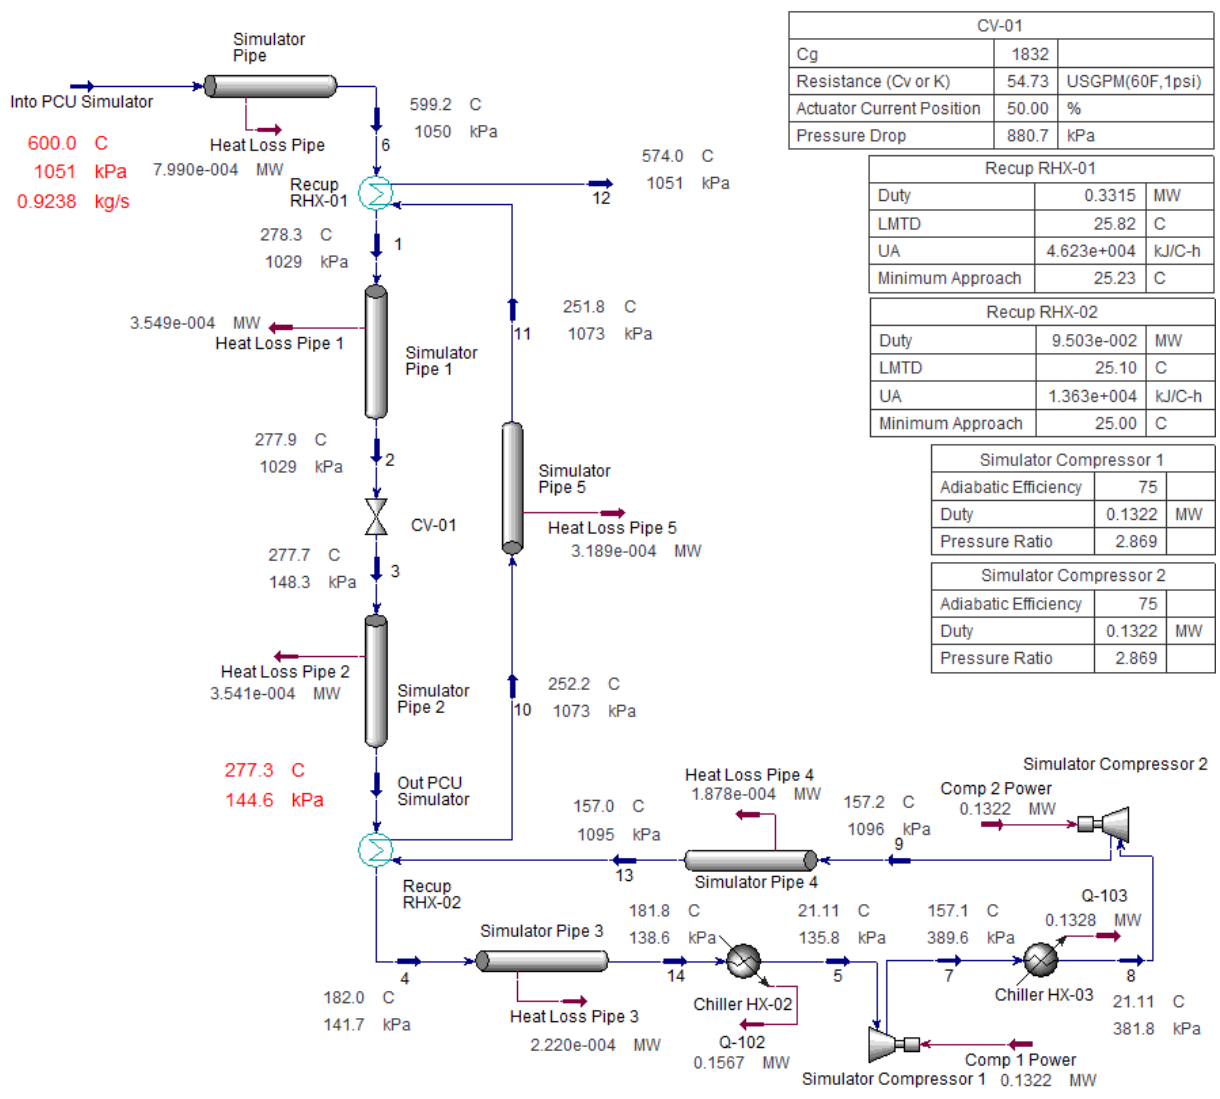 Simulator
Pipe
Into PCU Simulator
600.0 C
1051 kPa
0.9238 kg/s
Heat Loss Pipe
7.990e-004 MW
599.2 C
1050 kPa
6
Recup
RHX-01
574.0 C
1051 kPa
12
278.3 C
1029 kPa
1
3.549e-004 MW
Heat Loss Pipe 1
Simulator
Pipe 1
251.8 C
1073 kPa
11
277.9 C
1029 kPa
2
CV-01
Simulator
Pipe 5
Heat Loss Pipe 5
3.189e-004 MW
277.7 C
148.3 kPa
3
Heat Loss Pipe 2
3.541e-004 MW
Simulator
Pipe 2
252.2 C
1073 kPa
10
277.3 C
144.6 kPa
Out PCU
Simulator
Recup
RHX-02
157.0 C
1095 kPa
13
Heat Loss Pipe 4
1.878e-004 MW
Simulator Pipe 4
157.2 C
1096 kPa
9
Simulator Compressor 2
Comp 2 Power
0.1322 MW
182.0 C
141.7 kPa
4
Simulator Pipe 3
Heat Loss Pipe 3
2.220e-004 MW
181.8 C
138.6 kPa
14
Chiller HX-02
Q-102
0.1567 MW
21.11 C
135.8 kPa
5
157.1 C
389.6 kPa
7
Q-103
0.1328 MW
Chiller HX-03
8
21.11 C
381.8 kPa
Comp 1 Power
Simulator Compressor 1 0.1322 MW
CV-01
Cg 1832
Resistance (Cv or K) 54.73 USGPM(60F,1psi)
Actuator Current Position 50.00 %
Pressure Drop 880.7 kPa
Recup RHX-01
Duty 0.3315 MW
LMTD 25.82 C
UA 4.623e+004 kJ/C-h
Minimum Approach 25.23 C
Recup RHX-02
Duty 9.503e-002 MW
LMTD 25.10 C
UA 1.363e+004 kJ/C-h
Minimum Approach 25.00 C
Simulator Compressor 1
Adiabatic Efficiency 75
Duty 0.1322 MW
Pressure Ratio 2.869
Simulator Compressor 2
Adiabatic Efficiency 75
Duty 0.1322 MW
Pressure Ratio 2.869